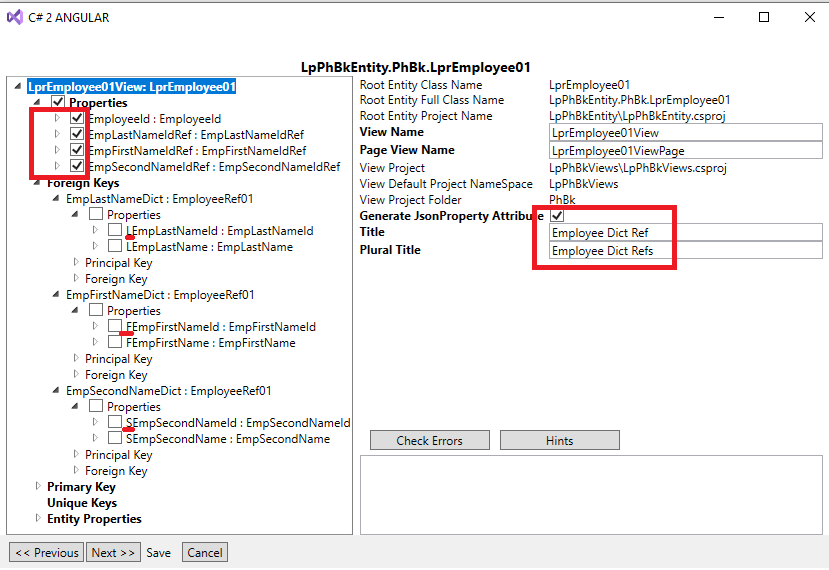 C# 2 ANGULAR
LpPhBkEntity.PhBk.LprEmployee01
LprEmployee01View: LprEmployee01
Properties
EmployeeId : EmployeeId
EmpLastNameIdRef : EmpLastNameIdRef
EmpFirstNameIdRef : EmpFirstNameIdRef
EmpSecondNameIdRef : EmpSecondNameIdRef
Foreign Keys
EmpLastNameDict : EmployeeRef01
Properties
LEmpLastNameId : EmpLastNameId
LEmpLastName : EmpLastName
Principal Key
Foreign Key
EmpFirstNameDict : EmployeeRef01
Properties
FEmpFirstNameId : EmpFirstNameId
FEmpFirstName : EmpFirstName
Principal Key
Foreign Key
EmpSecondNameDict : EmployeeRef01
Properties
SEmpSecondNameId : EmpSecondNameId
SEmpSecondName : EmpSecondName
Principal Key
Foreign Key
Primary Key
Unique Keys
Entity Properties
Root Entity Class Name LprEmployee01
Root Entity Full Class Name LpPhBkEntity.PhBk.LprEmployee01
Root Entity Project Name LpPhBkEntity\LpPhBkEntity.csproj
View Name LprEmployee01View
Page View Name LprEmployee01ViewPage
View Project LpPhBkViews\LpPhBkViews.csproj
View Default Project NameSpace LpPhBkViews
View Project Folder PhBk
Generate JsonProperty Attribute
Title Employee Dict Ref
Plural Title Employee Dict Refs
Check Errors Hints
<< Previous Next >> Save Cancel